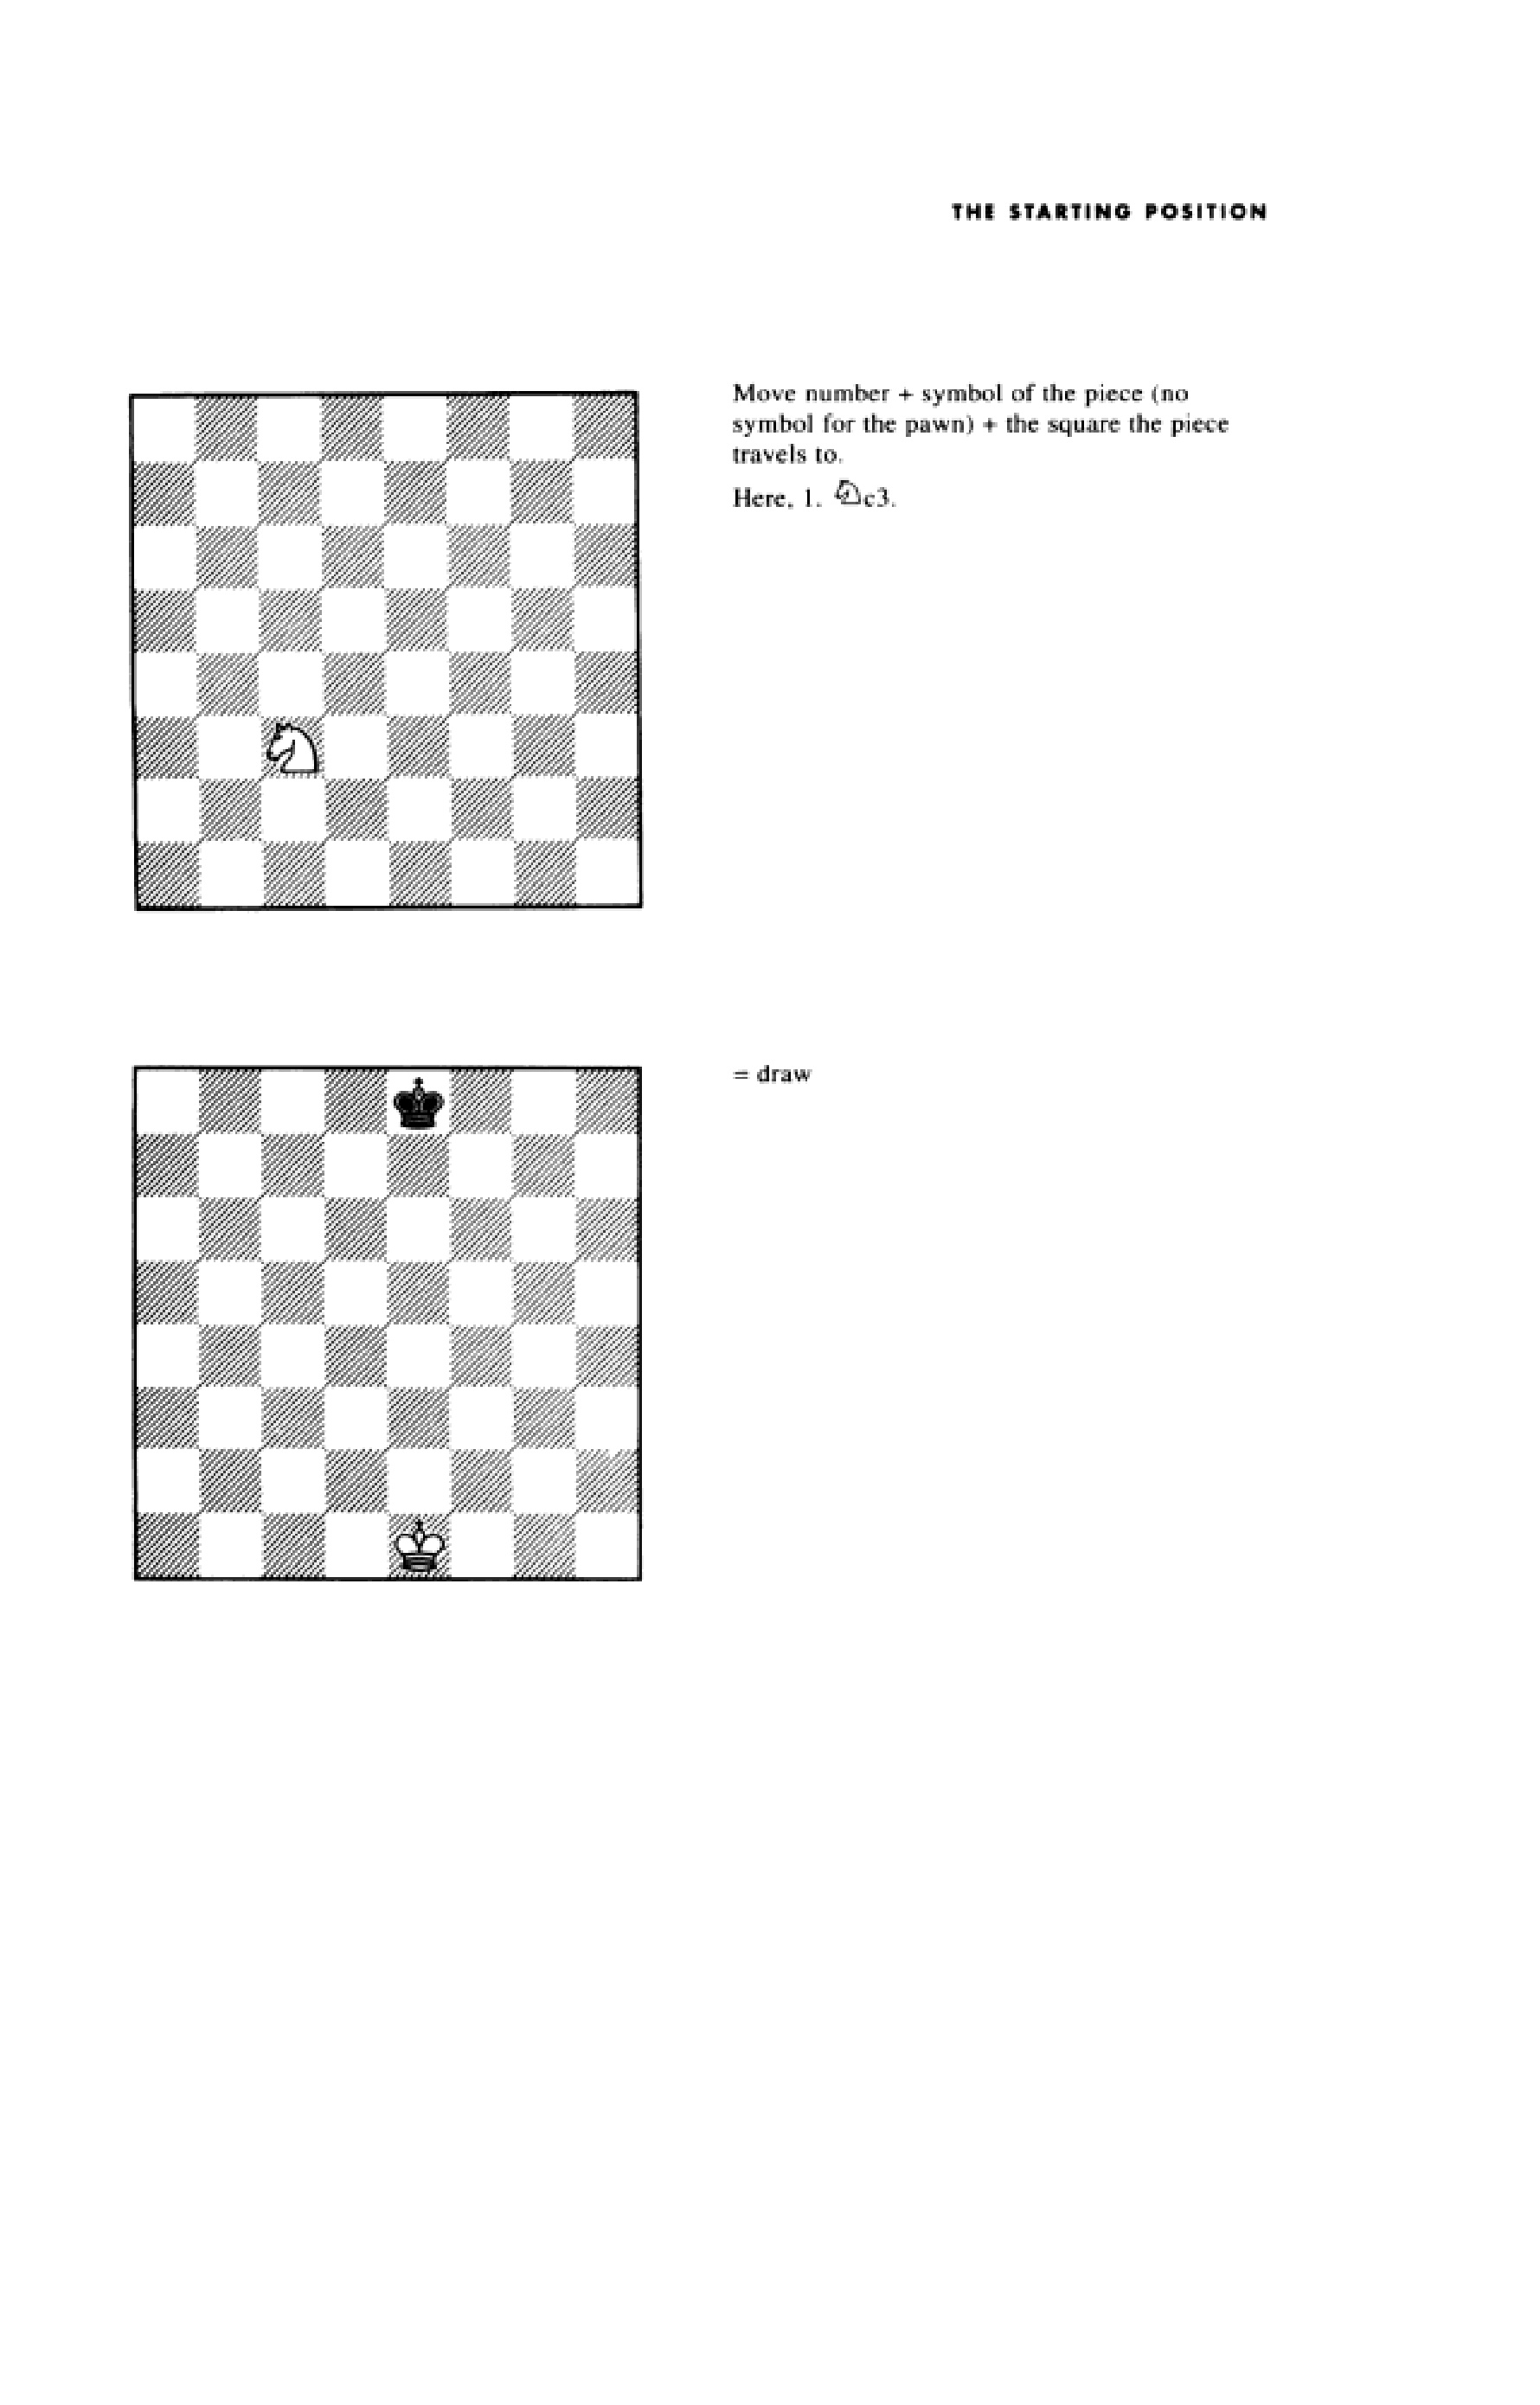 THE STARTING POSITION
Move number + symbol of the piece (no
symbol for the pawn) + the square the piece
travels to.
Here, 1. ♘c3.
= draw